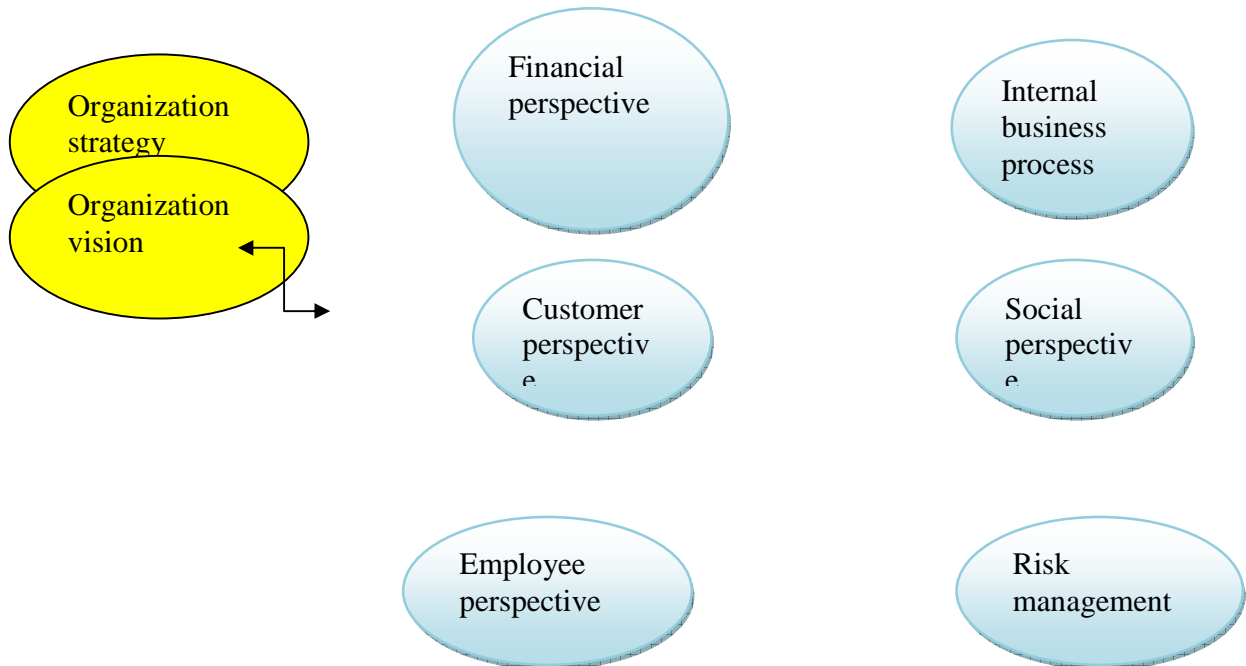 Organization
strategy
Organization
vision
Financial
perspective
Internal
business
process
Customer
perspectiv
e
Social
perspectiv
e
Employee
perspective
Risk
management